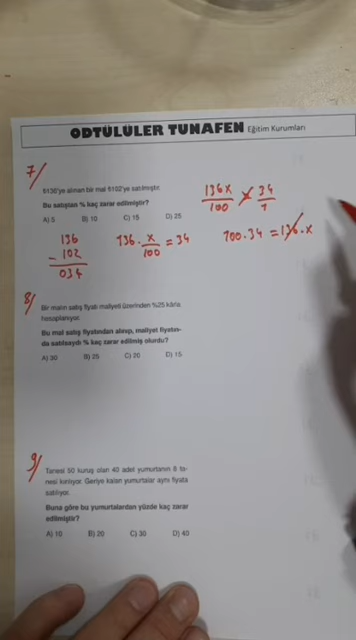 ODTÜLÜLER TUNAFEN Eğitim Kurumları
7/
$136'ye alınan bir mal $102'ye satılmıştır.
Bu satıştan % kaç zarar edilmiştir?
A) 5 B) 10 C) 15 D) 25
136
- 102
034
136 . x/100 = 34
136x/100 = 34/1
100.34 = 136.x
8/
Bir malın satış fiyatı maliyeti üzerinden %25 kârla
hesaplanıyor.
Bu mal satış fiyatından alınıp, maliyet fiyatın-
da satılsaydı % kaç zarar edilmiş olurdu?
A) 30 B) 25 C) 20 D) 15
9/
Tanesi 50 kuruş olan 40 adet yumurtanın 8 ta-
nesi kırılıyor. Geriye kalan yumurtalar aynı fiyata
satılıyor.
Buna göre bu yumurtalardan yüzde kaç zarar
edilmiştir?
A) 10 B) 20 C) 30 D) 40